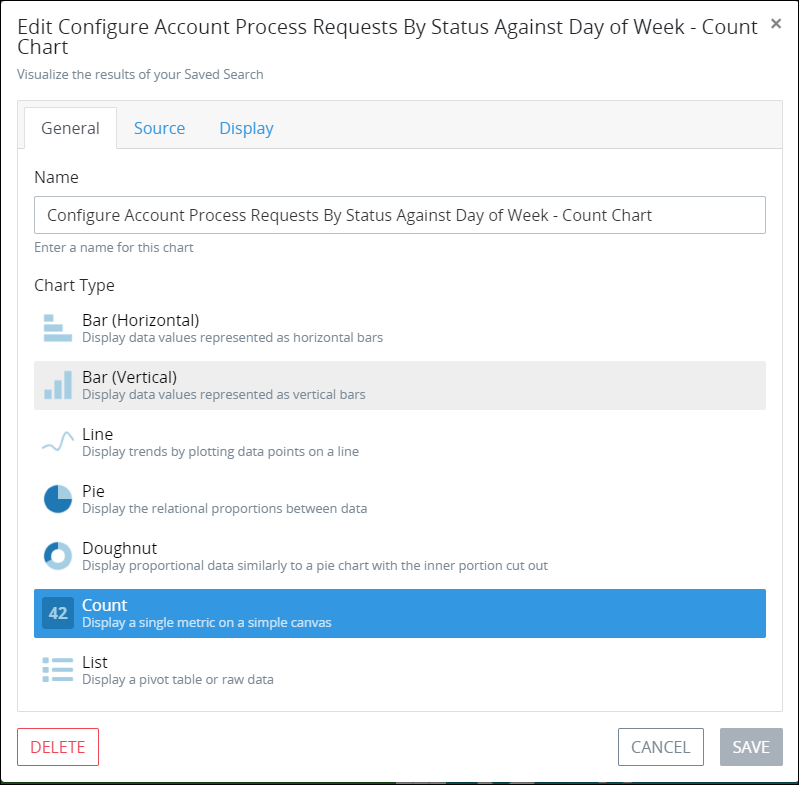 Edit Configure Account Process Requests By Status Against Day of Week - Count
Chart
×
Visualize the results of your Saved Search
General Source Display
Name
Configure Account Process Requests By Status Against Day of Week - Count Chart
Enter a name for this chart
Chart Type
Bar (Horizontal)
Display data values represented as horizontal bars
Bar (Vertical)
Display data values represented as vertical bars
Line
Display trends by plotting data points on a line
Pie
Display the relational proportions between data
Doughnut
Display proportional data similarly to a pie chart with the inner portion cut out
42
Count
Display a single metric on a simple canvas
List
Display a pivot table or raw data
DELETE CANCEL SAVE